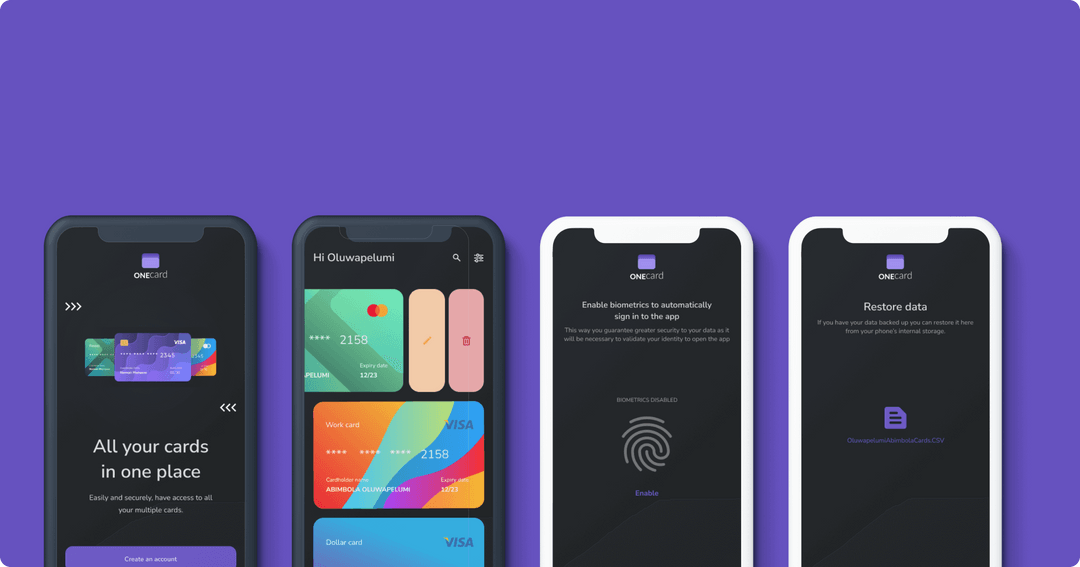 ONEcard
>>>
VISA
2345
<<<
All your cards
in one place
Easily and securely, have access to all
your multiple cards.
Create an account
Hi Oluwapelumi
**** 2158
Expiry date
APELUMI 12/23
Work card
VISA
**** **** **** 2158
Cardholder name Expiry date
ABIMBOLA OLUWAPELUMI 12/23
Dollar card
VISA
ONEcard
Enable biometrics to automatically
sign in to the app
This way you guarantee greater security to your data as it
will be necessary to validate your identity to open the app
BIOMETRICS DISABLED
Enable
ONEcard
Restore data
If you have your data backed up you can restore it here
from your phone's internal storage.
OluwapelumiAbimbolaCards.CSV